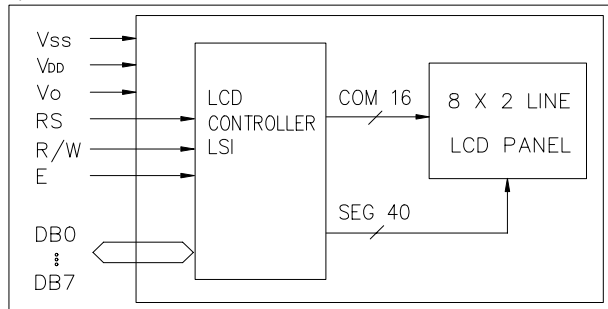 Vss
VDD
Vo
RS
R/W
E
DB0
DB7
LCD
CONTROLLER
LSI
COM 16
SEG 40
8 X 2 LINE
LCD PANEL